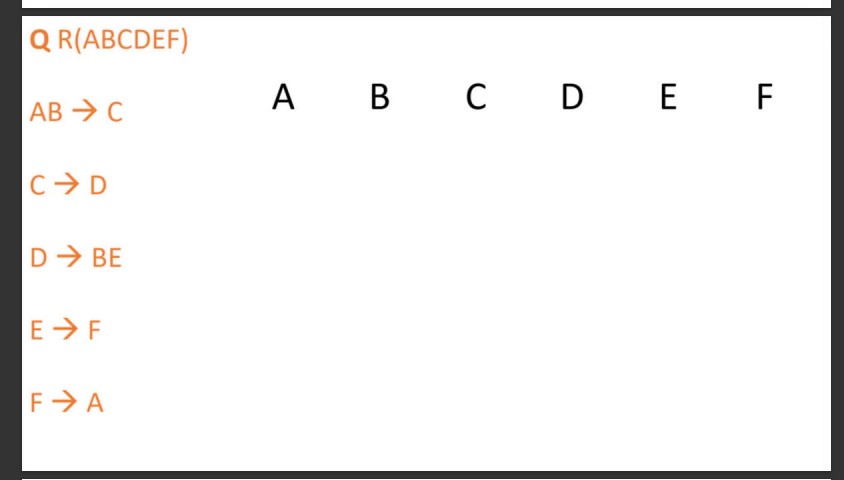 Q R(ABCDEF)
A B C D E F
AB → C
C → D
D → BE
E → F
F → A